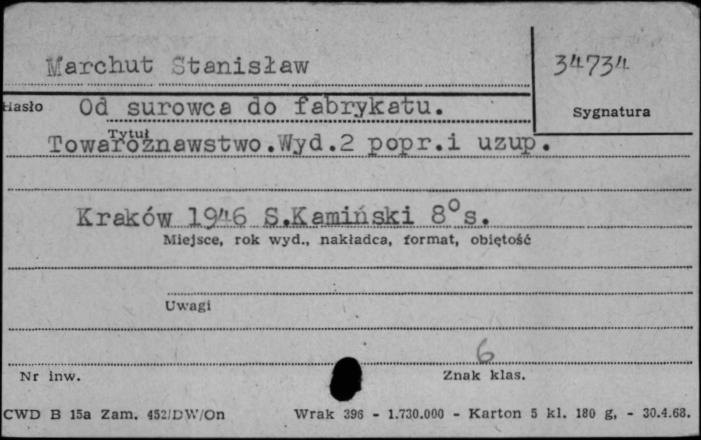 Marchut Stanisław
34734
Hasło Od surowca do fabrykatu.
Sygnatura
Tytuł
Towaroznawstwo.Wyd.2 popr.i uzup.
Kraków 1946 S.Kamiński 8°s.
Miejsce, rok wyd., nakładca, format, objętość
Uwagi
6
Nr inw.
Znak klas.
CWD B 15a Zam. 452/DW/On Wrak 396 - 1.730.000 - Karton 5 kl. 180 g, - 30.4.68.